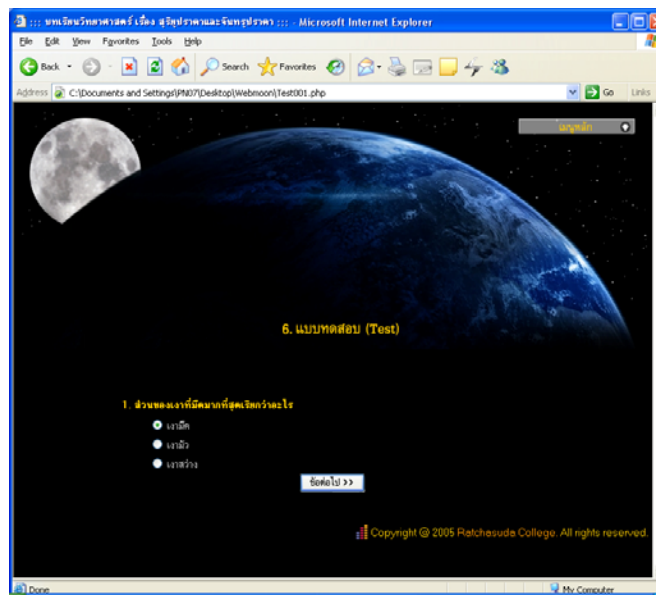 ::: บทเรียนวิทยาศาสตร์ เรื่อง สุริยุปราคาและจันทรุปราคา ::: - Microsoft Internet Explorer
File Edit View Favorites Tools Help
Back Search Favorites
Address C:\Documents and Settings\PN07\Desktop\Webmoon\Test001.php Go Links
เมนูหลัก
6. แบบทดสอบ (Test)
1. ส่วนของเงาที่มืดมากที่สุดเรียกว่าอะไร
เงามืด
เงามัว
เงาสว่าง
ข้อต่อไป >>
Copyright @ 2005 Ratchasuda College. All rights reserved.
Done My Computer